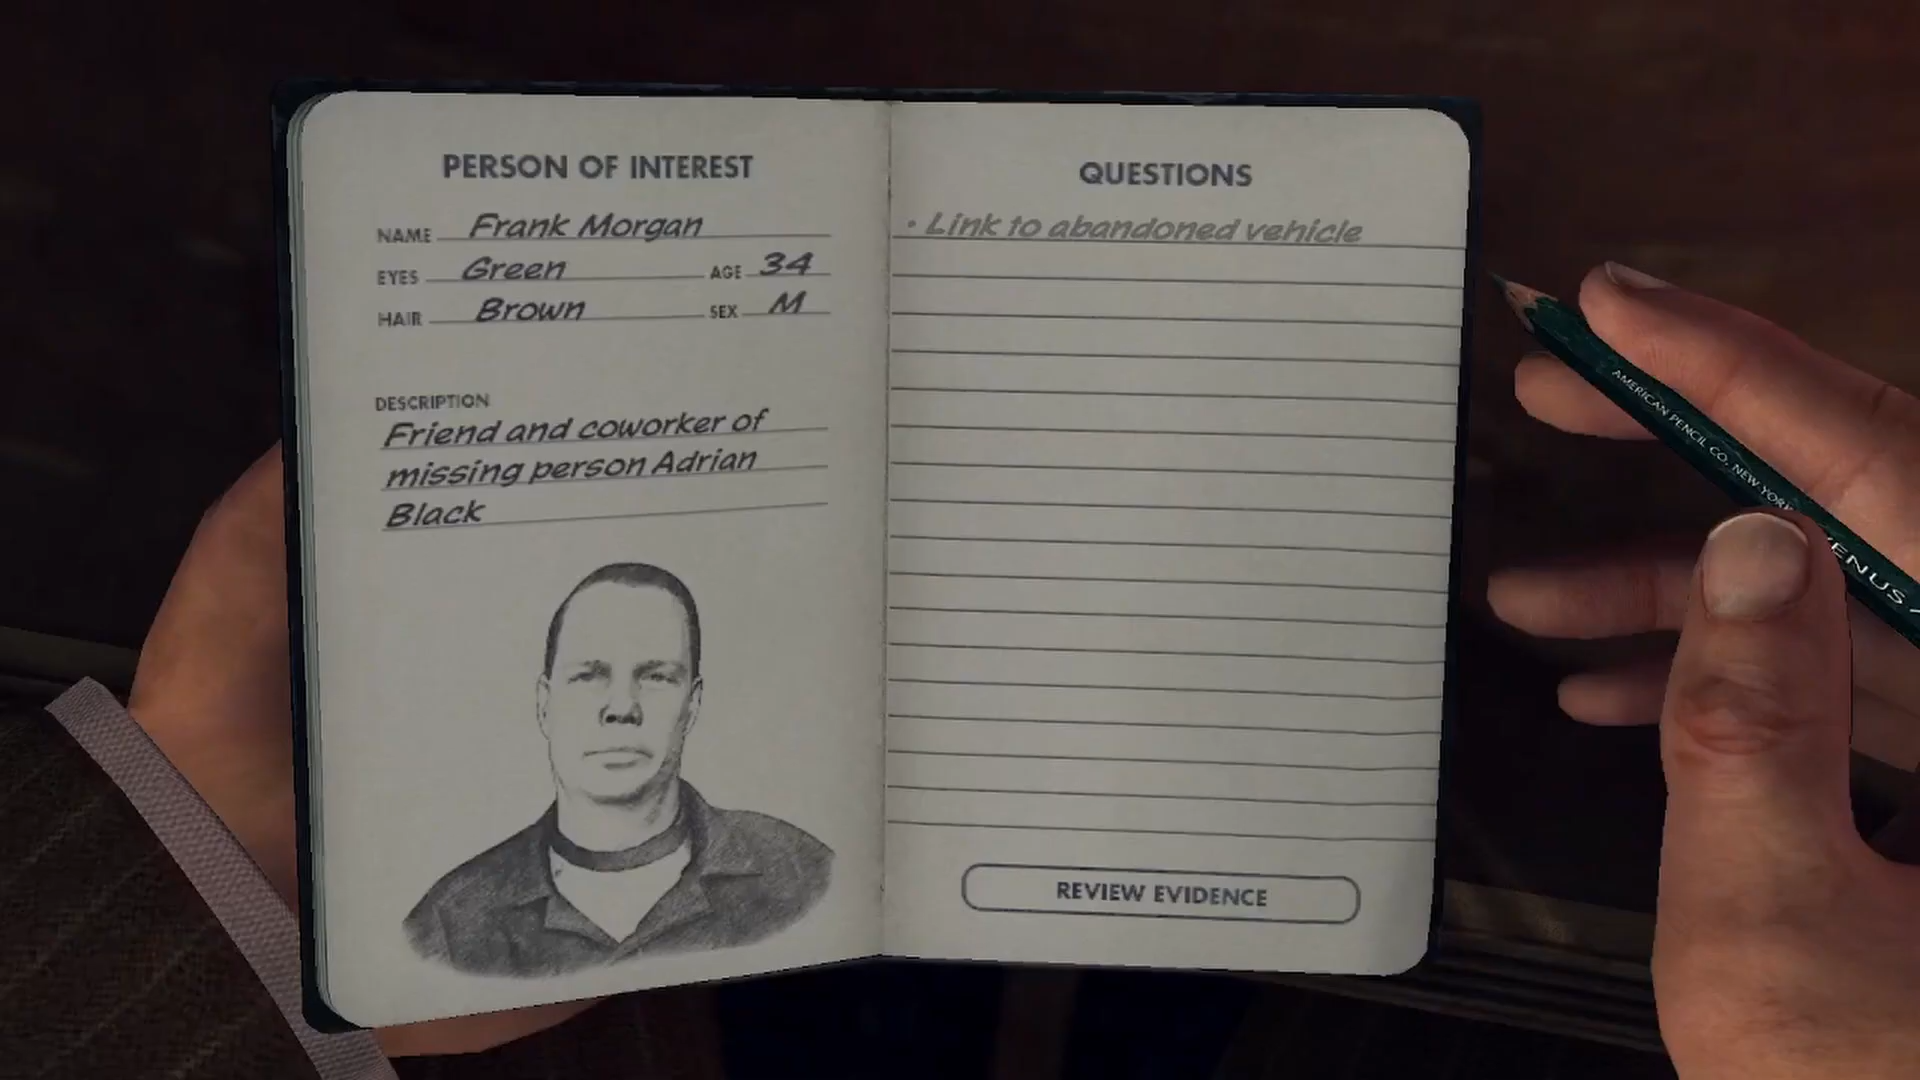 PERSON OF INTEREST
NAME Frank Morgan
EYES Green AGE 34
HAIR Brown SEX M
DESCRIPTION
Friend and coworker of
missing person Adrian
Black
QUESTIONS
• Link to abandoned vehicle
REVIEW EVIDENCE
AMERICAN PENCIL CO. NEW YORK
VENUS